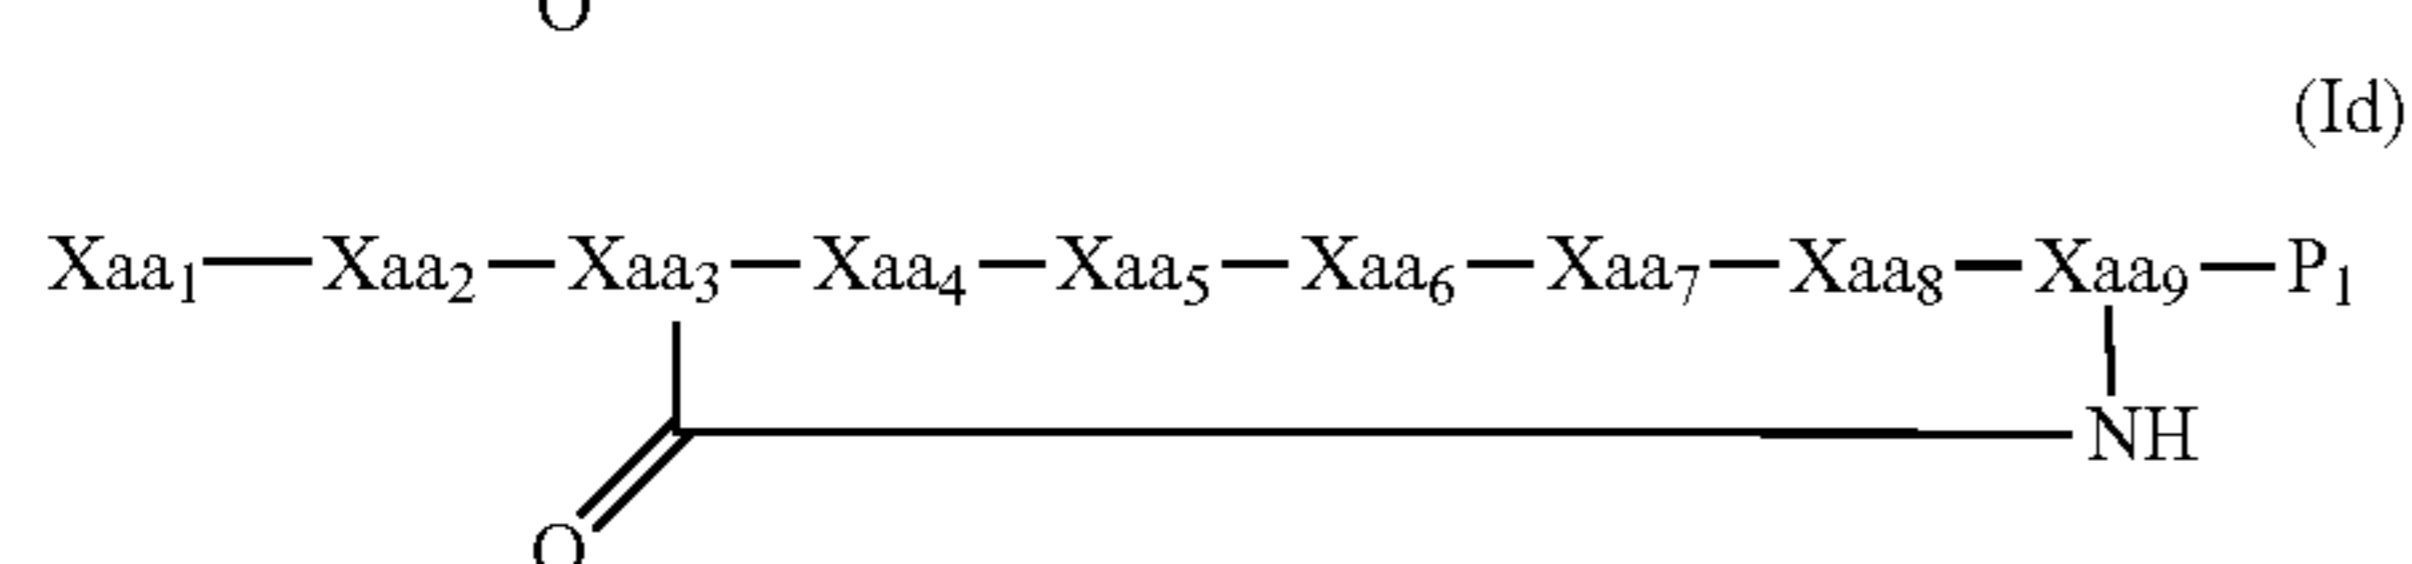 O
(Id)
Xaa₁—Xaa₂—Xaa₃—Xaa₄—Xaa₅—Xaa₆—Xaa₇—Xaa₈—Xaa₉—P₁
NH
O